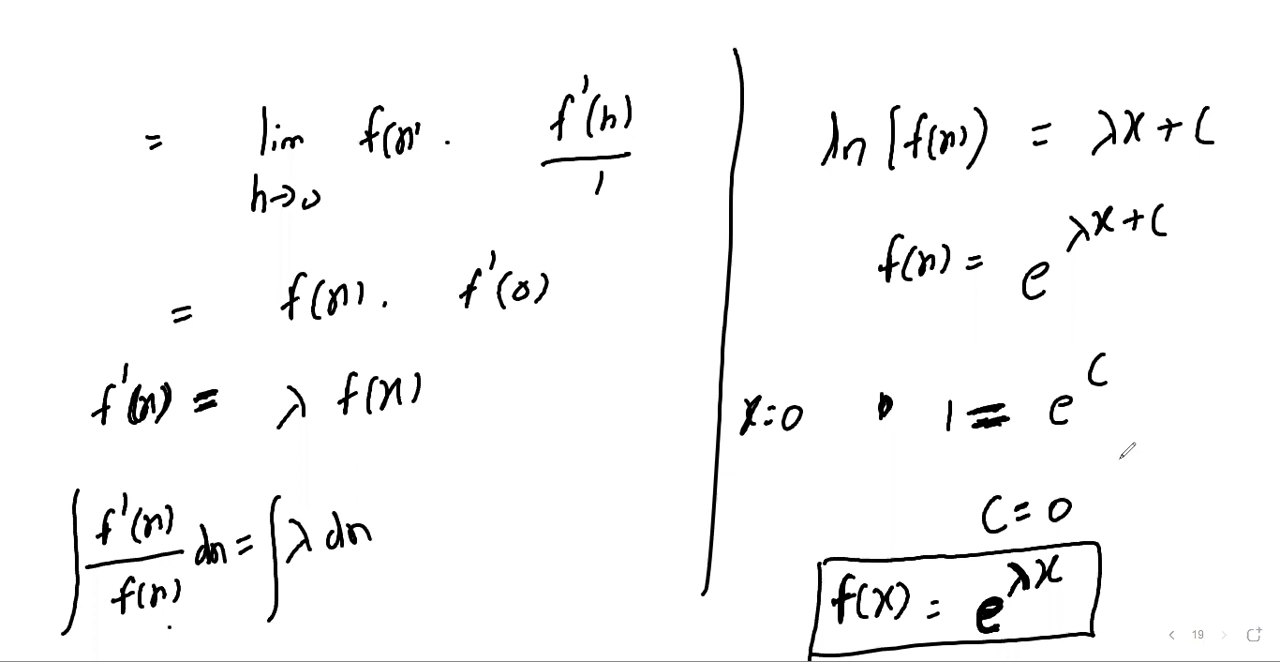 = lim f(x) · f'(h)/1
h→0
= f(x) · f'(0)
f'(x) = λ f(x)
∫ f'(x)/f(x) dx = ∫ λ dx
ln(f(x)) = λx + C
f(x) = e^(λx + C)
x=0 1 = e^C
C = 0
f(x) = e^(λx)
19